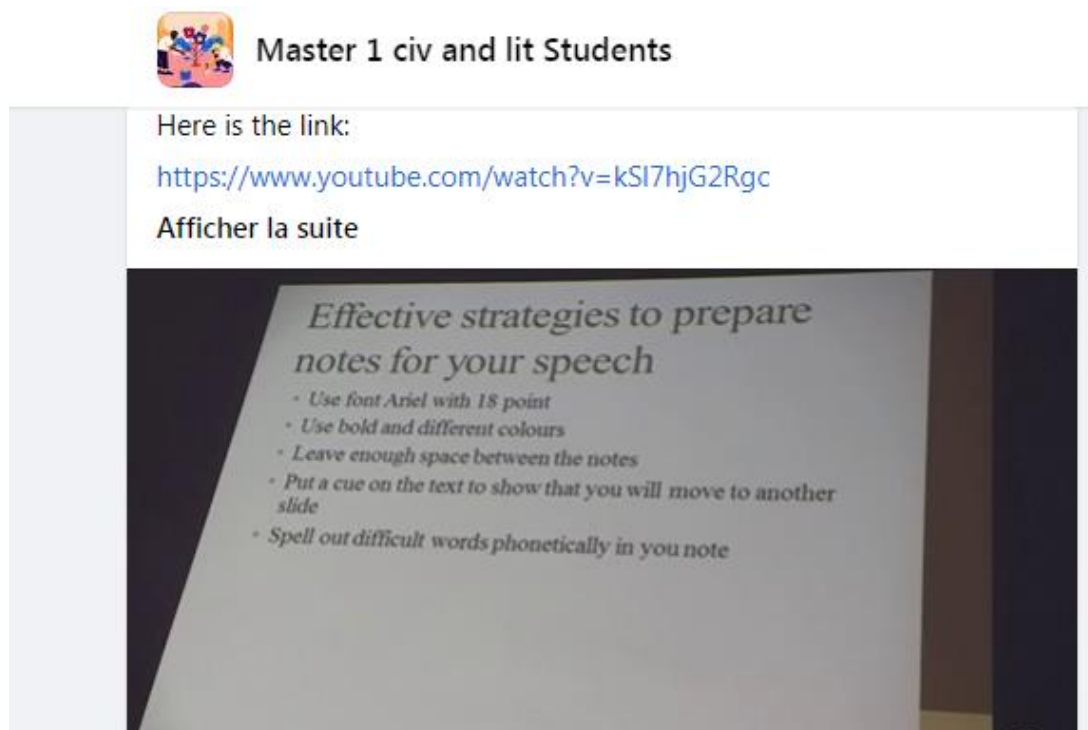 Master 1 civ and lit Students
Here is the link:
https://www.youtube.com/watch?v=kSI7hjG2Rgc
Afficher la suite
Effective strategies to prepare
notes for your speech
• Use font Ariel with 18 point
• Use bold and different colours
• Leave enough space between the notes
• Put a cue on the text to show that you will move to another
slide
• Spell out difficult words phonetically in you note